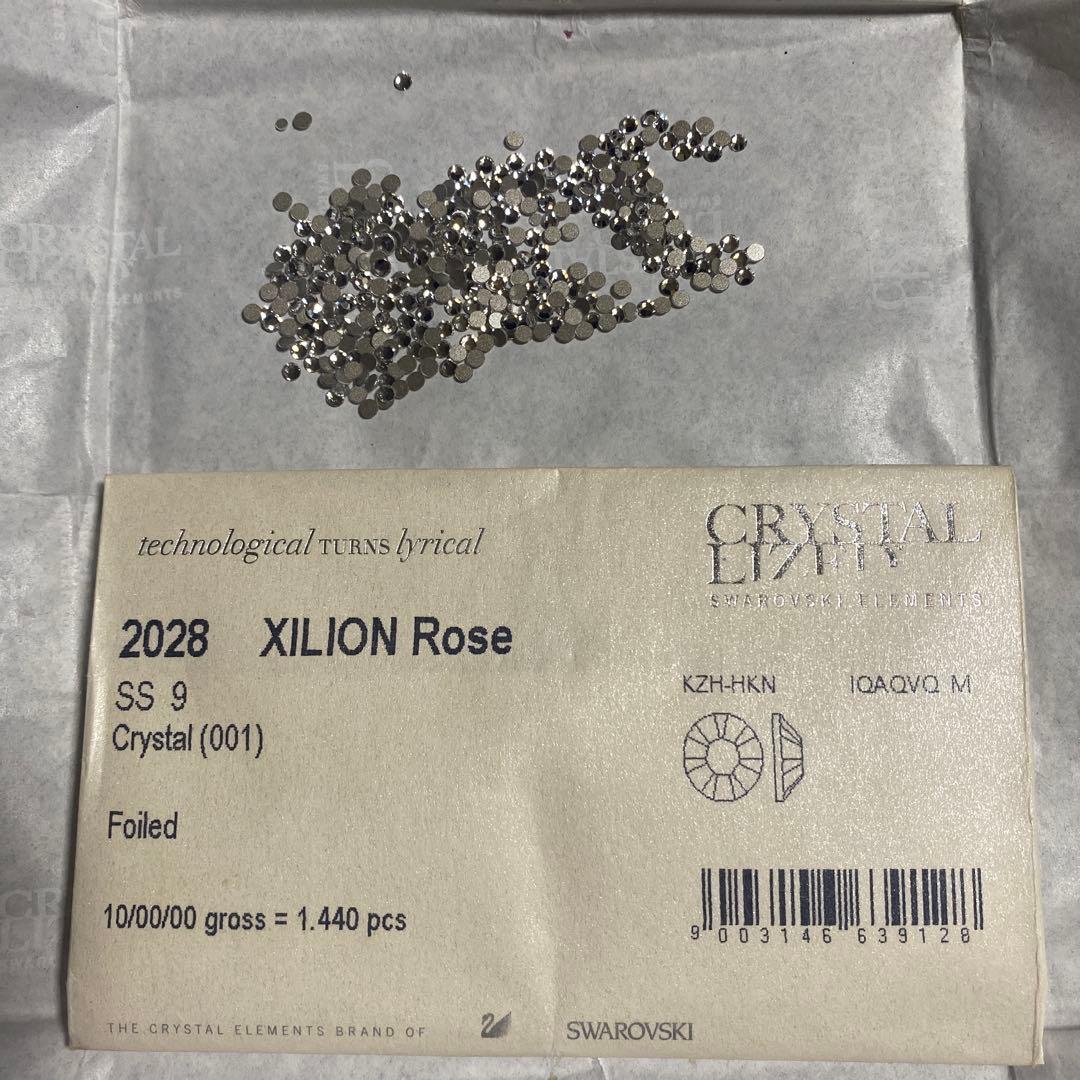 CRYSTAL
technological TURNS lyrical
CRYSTAL
SWAROVSKI ELEMENTS
2028 XILION Rose
SS 9
Crystal (001)
KZH-HKN IQAQVQ M
Foiled
10/00/00 gross = 1.440 pcs
9 003146 639128
THE CRYSTAL ELEMENTS BRAND OF
SWAROVSKI